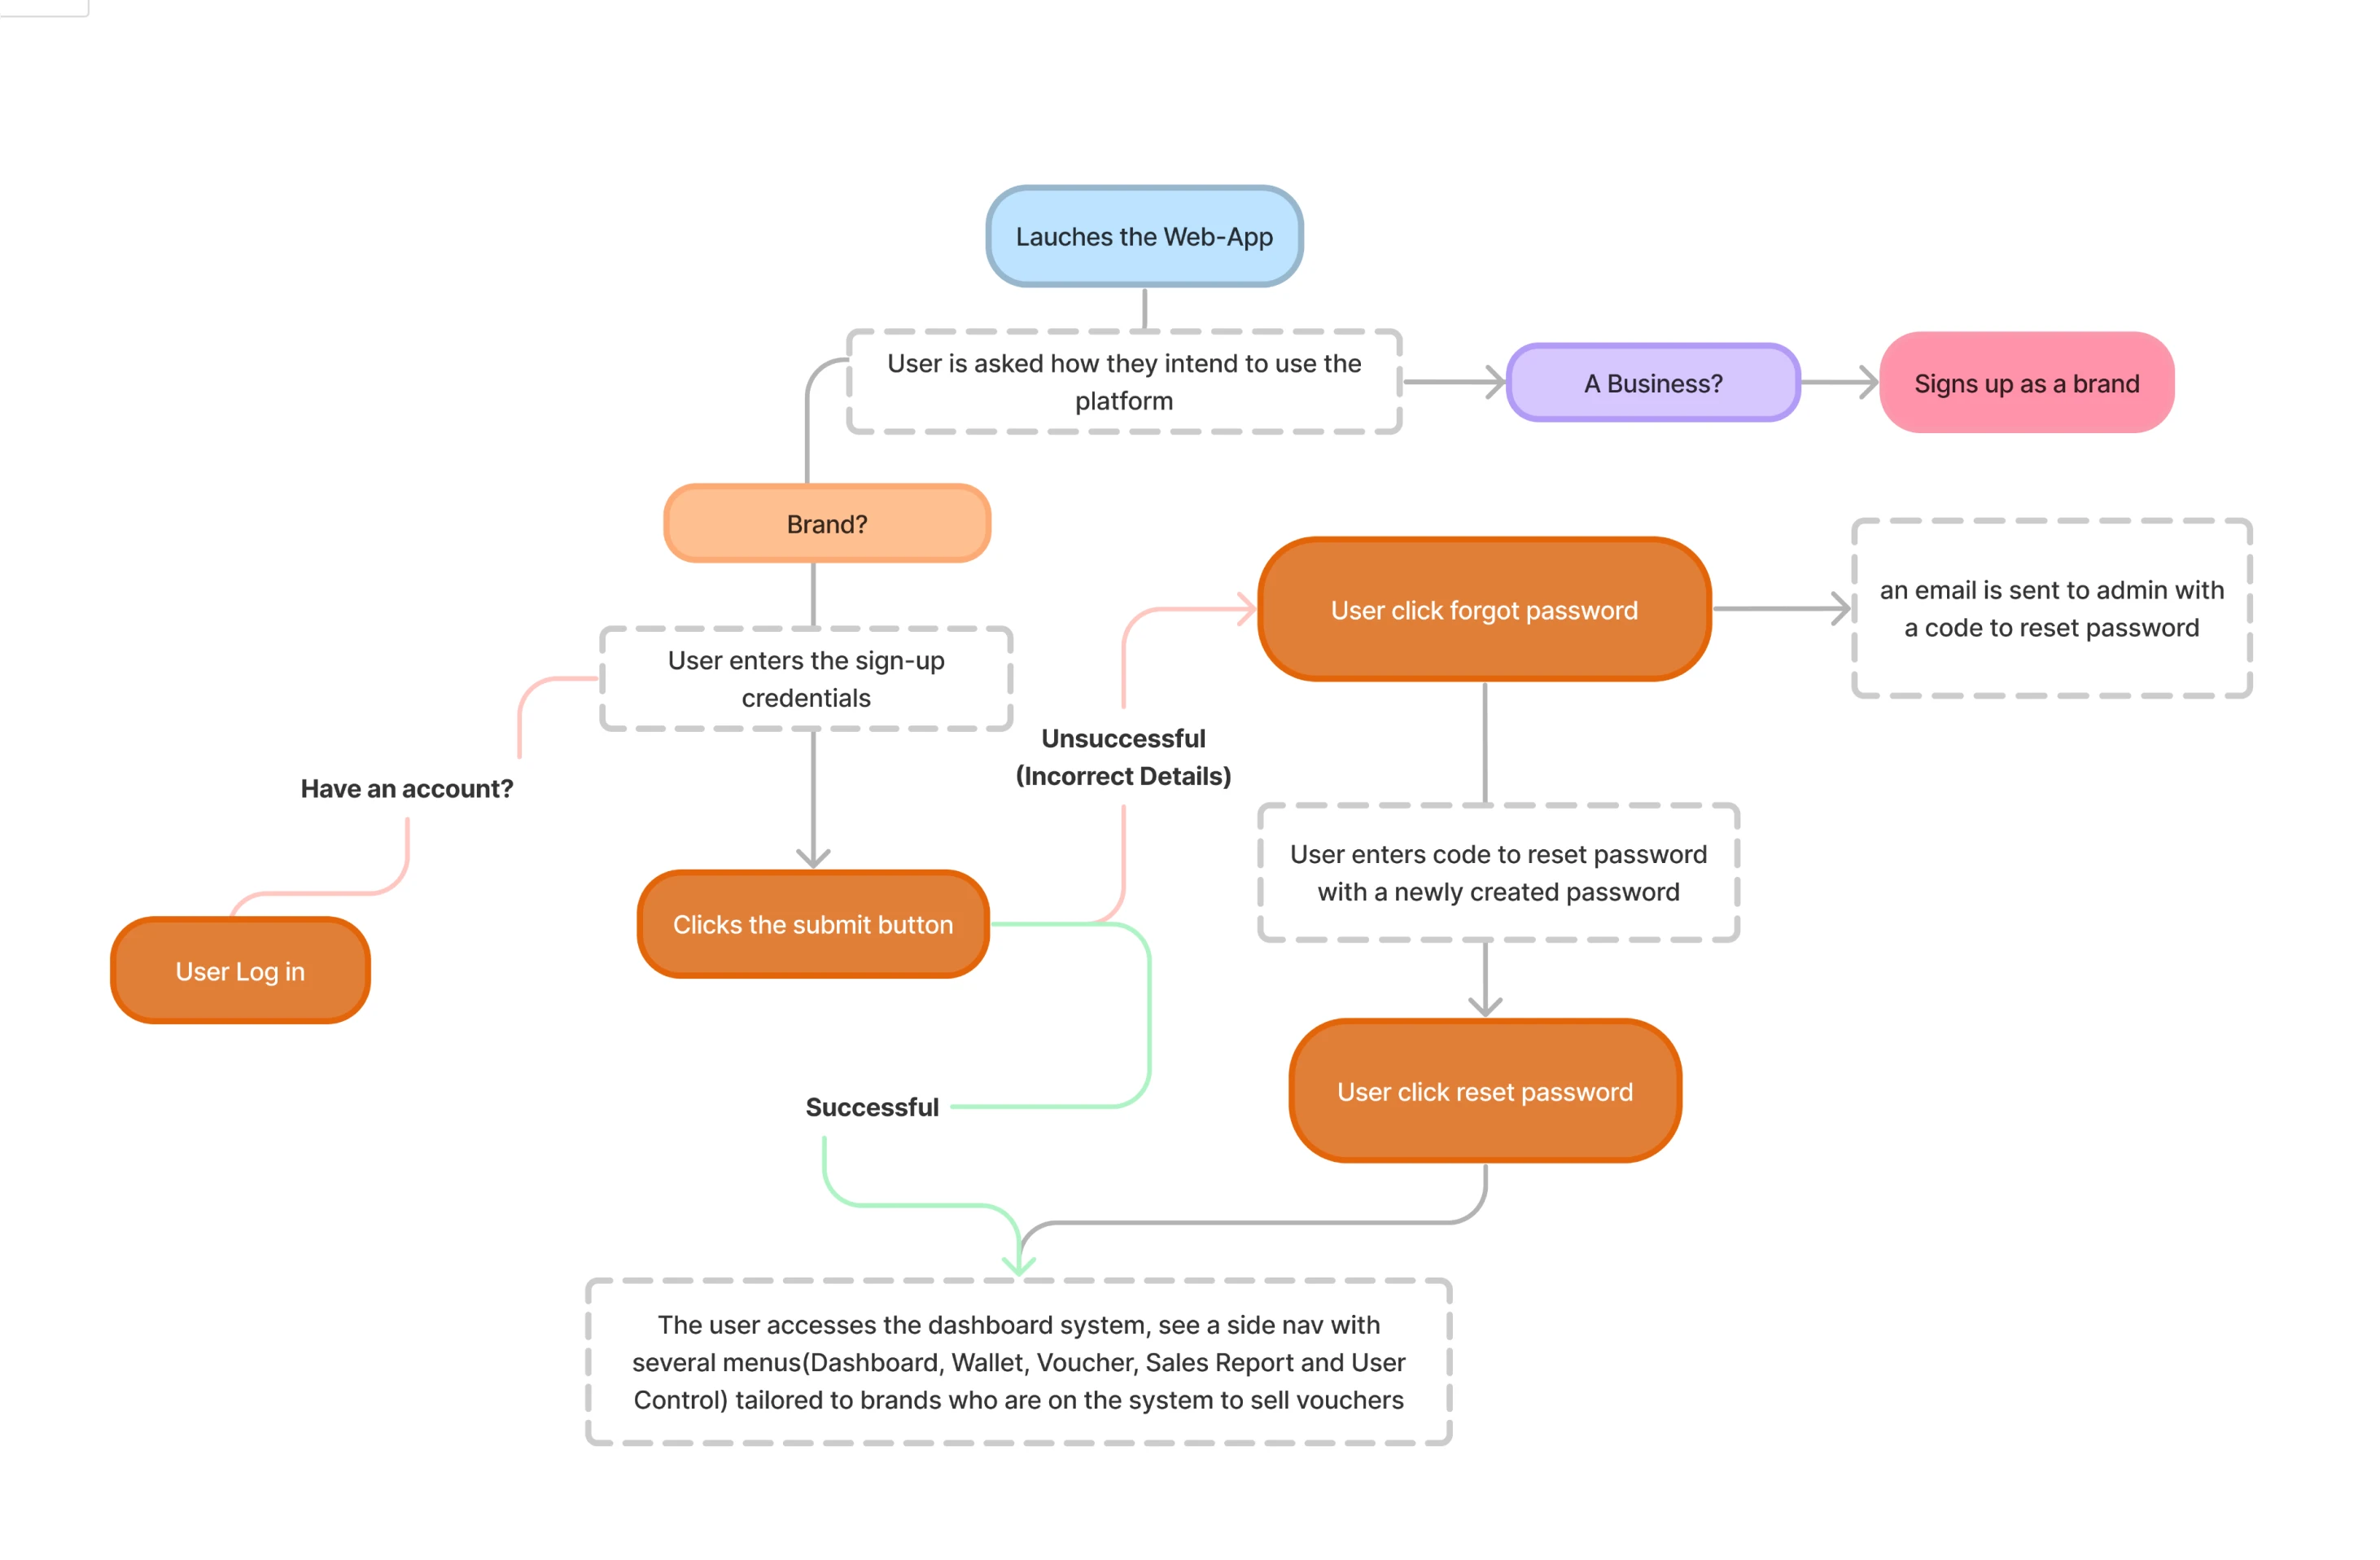 Lauches the Web-App
User is asked how they intend to use the
platform
A Business?
Signs up as a brand
Brand?
User enters the sign-up
credentials
Have an account?
User Log in
Clicks the submit button
Unsuccessful
(Incorrect Details)
User click forgot password
an email is sent to admin with
a code to reset password
User enters code to reset password
with a newly created password
User click reset password
Successful
The user accesses the dashboard system, see a side nav with
several menus(Dashboard, Wallet, Voucher, Sales Report and User
Control) tailored to brands who are on the system to sell vouchers